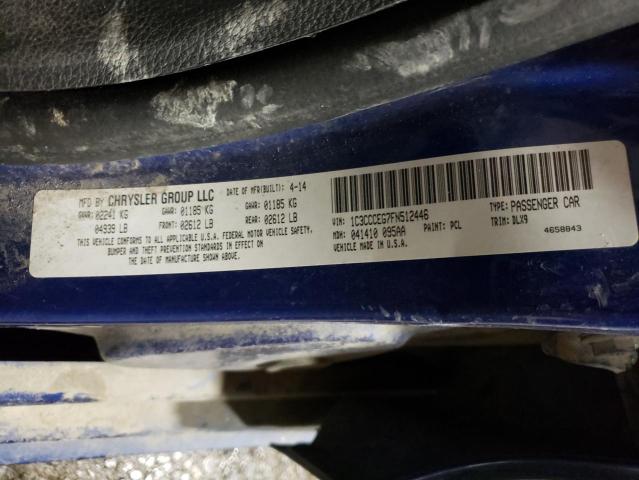 MFD BY CHRYSLER GROUP LLC DATE OF MFR(BUILT): 4-14
GVWR: 02241 KG GAWR: 01185 KG GAWR: 01185 KG
04939 LB FRONT: 02612 LB REAR: 02612 LB
THIS VEHICLE CONFORMS TO ALL APPLICABLE U.S.A. FEDERAL MOTOR VEHICLE SAFETY,
BUMPER AND THEFT PREVENTION STANDARDS IN EFFECT ON
THE DATE OF MANUFACTURE SHOWN ABOVE.
VIN: 1C3CCCEG7FN512446 TYPE: PASSENGER CAR
MDH: 041410 095AA PAINT: PCL TRIM: DLX9
VEHICLE MADE IN U.S.A. 4658843